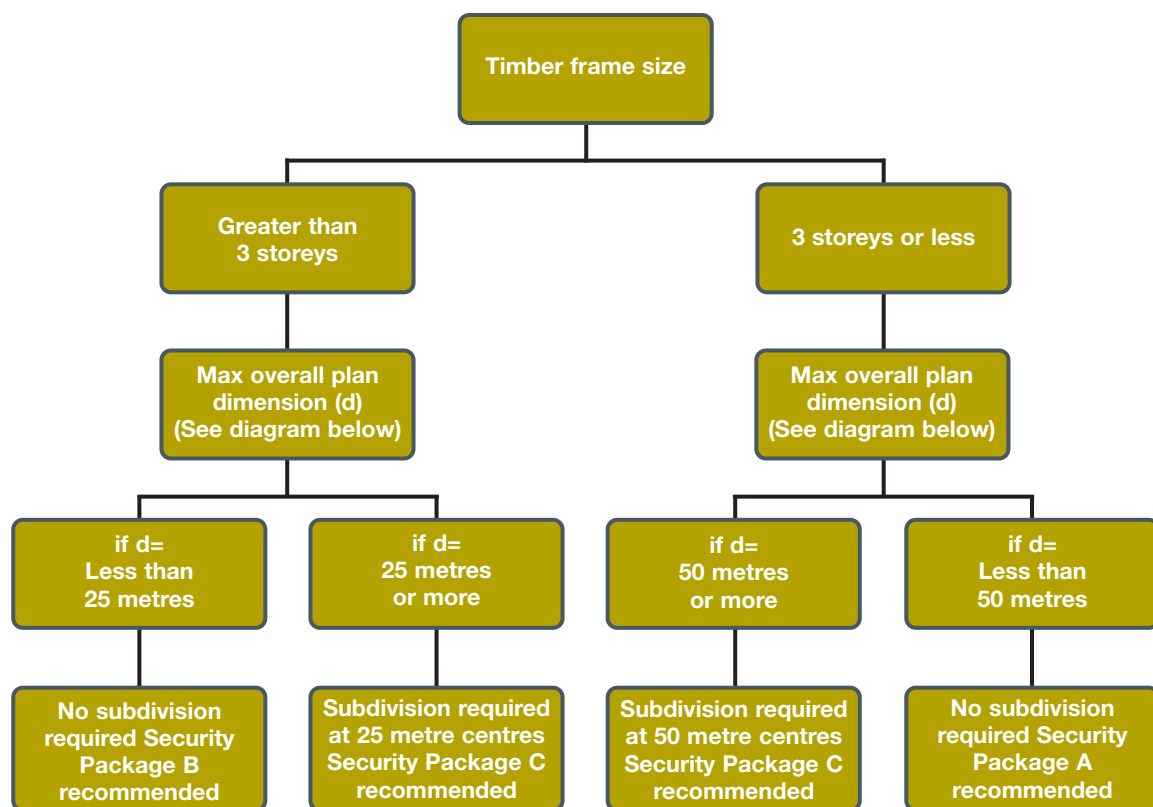 Timber frame size
Greater than
3 storeys
3 storeys or less
Max overall plan
dimension (d)
(See diagram below)
Max overall plan
dimension (d)
(See diagram below)
if d=
Less than
25 metres
if d=
25 metres
or more
if d=
50 metres
or more
if d=
Less than
50 metres
No subdivision
required Security
Package B
recommended
Subdivision required
at 25 metre centres
Security Package C
recommended
Subdivision required
at 50 metre centres
Security Package C
recommended
No subdivision
required Security
Package A
recommended